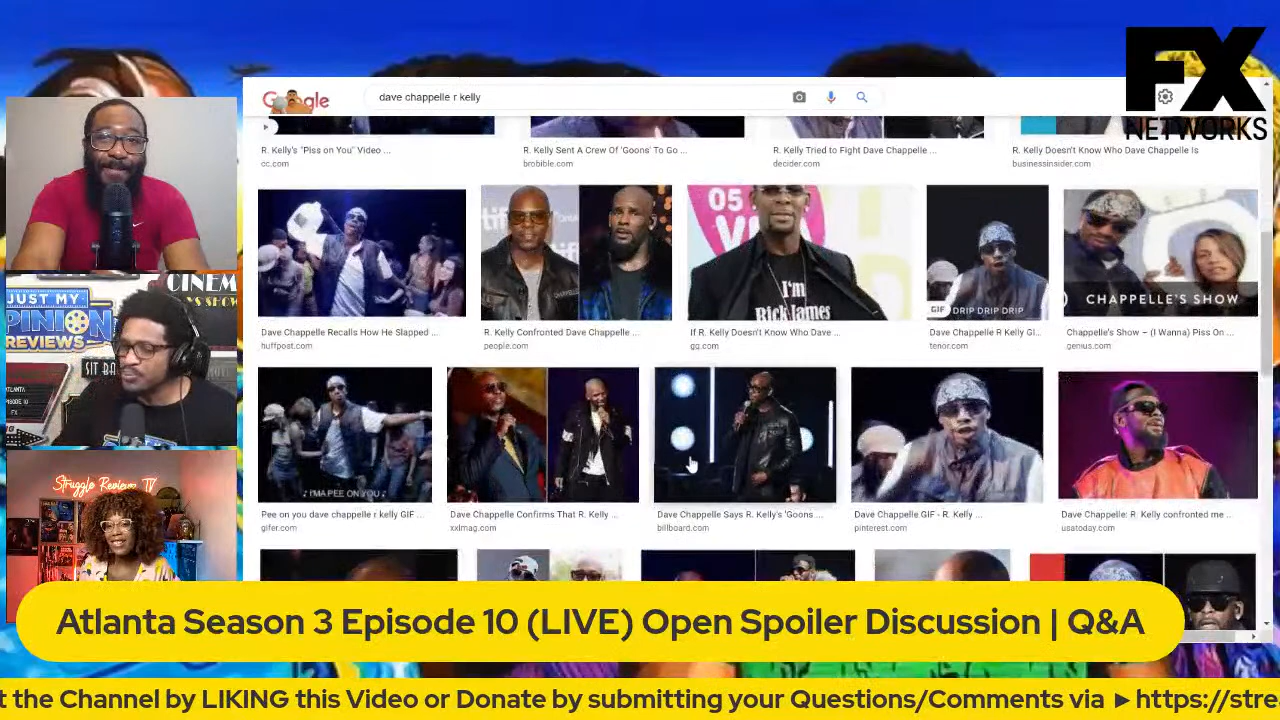 FX
NETWORKS
Google
dave chappelle r kelly
R. Kelly's "Piss on You" Video ...
cc.com
R. Kelly Sent A Crew Of 'Goons' To Go ...
brobible.com
R. Kelly Tried to Fight Dave Chappelle ...
decider.com
R. Kelly Doesn't Know Who Dave Chappelle Is
businessinsider.com
05
I'm
Rick James
GIF
DRIP DRIP DRIP
CHAPPELLE'S SHOW
Dave Chappelle Recalls How He Slapped ...
huffpost.com
R. Kelly Confronted Dave Chappelle ...
people.com
If R. Kelly Doesn't Know Who Dave ...
gq.com
Dave Chappelle R Kelly GI...
tenor.com
Chappelle's Show – (I Wanna) Piss On ...
genius.com
♪ I'MA PEE ON YOU ♪
Pee on you dave chappelle r kelly GIF ...
gifer.com
Dave Chappelle Confirms That R. Kelly ...
xxlmag.com
Dave Chappelle Says R. Kelly's 'Goons ...
billboard.com
Dave Chappelle GIF - R. Kelly ...
pinterest.com
Dave Chappelle: R. Kelly confronted me ..
usatoday.com
JUST MY
OPINION
REVIEWS
CINEM
SIT BA
ATLANTA
EPISODE 10
FX
Struggle Reviews TV
Atlanta Season 3 Episode 10 (LIVE) Open Spoiler Discussion | Q&A
t the Channel by LIKING this Video or Donate by submitting your Questions/Comments via ►https://stre